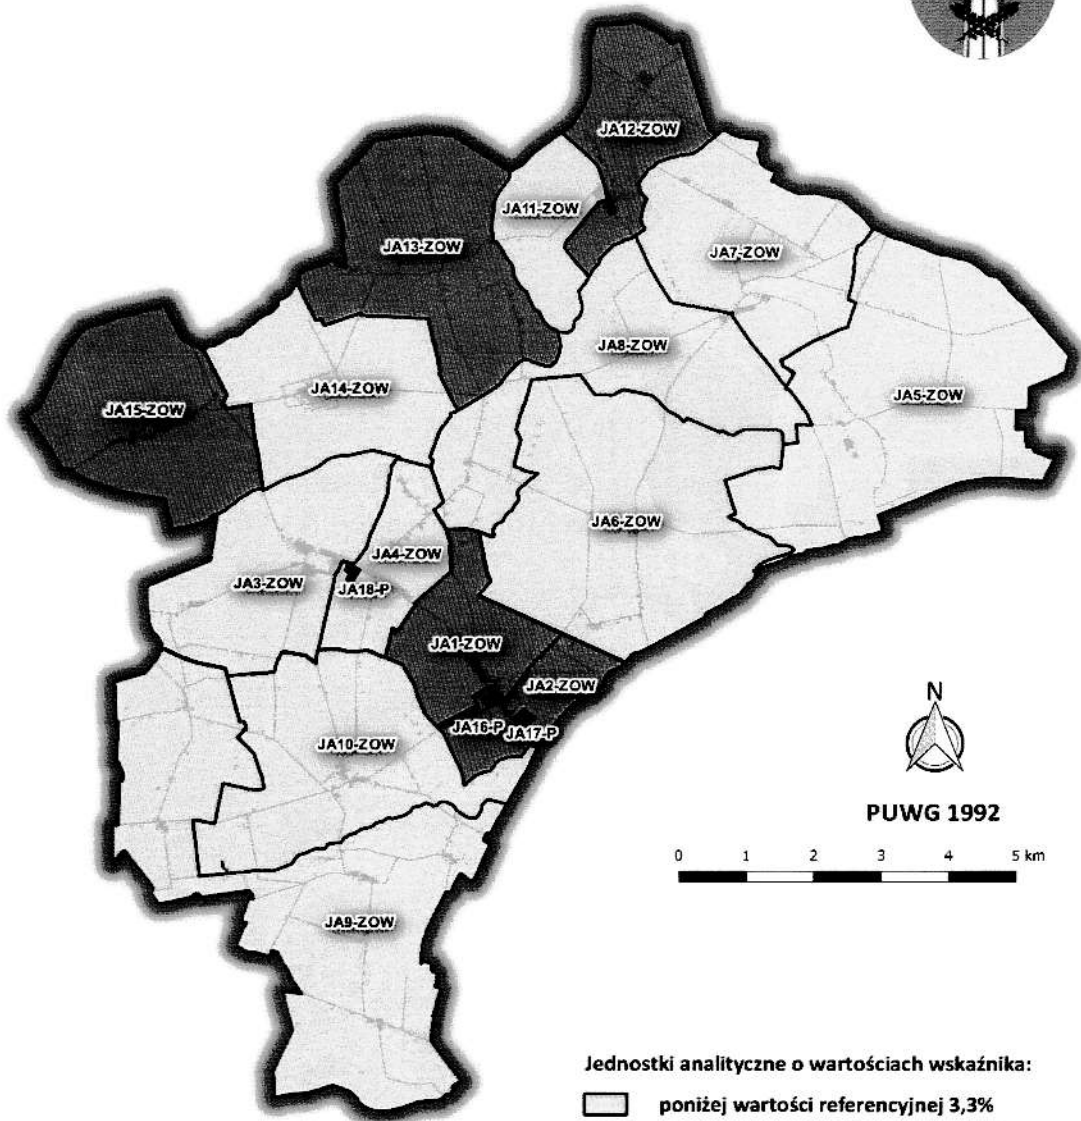 JA12-ZOW
JA11-ZOW
JA13-ZOW
JA7-ZOW
JA8-ZOW
JA14-ZOW
JA5-ZOW
JA15-ZOW
JA6-ZOW
JA4-ZOW
JA3-ZOW
JA18-P
JA1-ZOW
JA2-ZOW
JA16-P
JA17-P
JA10-ZOW
JA9-ZOW
N
PUWG 1992
0 1 2 3 4 5 km
Jednostki analityczne o wartościach wskaźnika:
poniżej wartości referencyjnej 3,3%